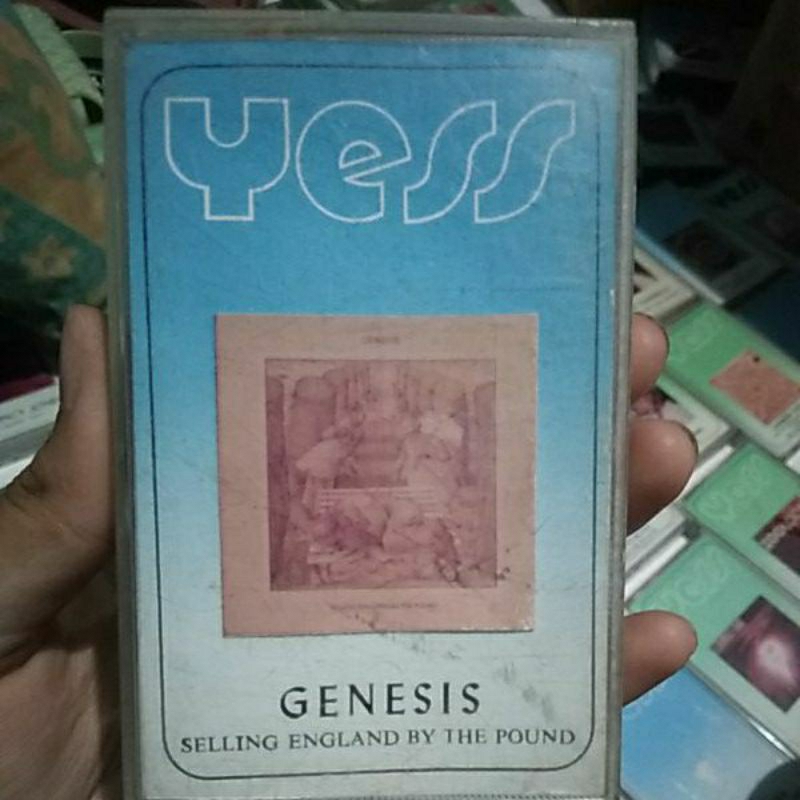 Yess
GENESIS
SELLING ENGLAND BY THE POUND